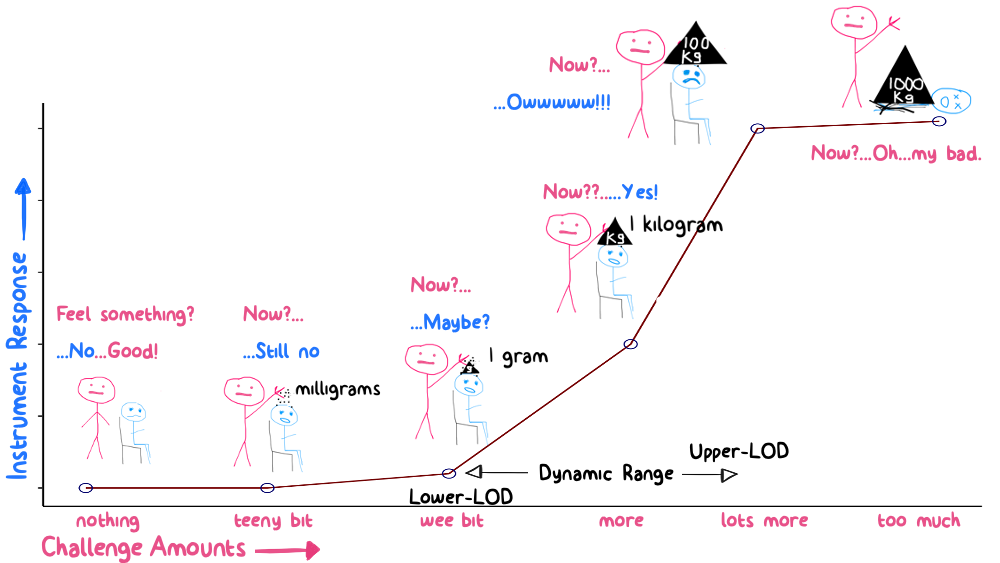 100
Kg
Now?...
...Owwwww!!!
1000
Kg
Now?...Oh...my bad.
Now??.....Yes!
1 kilogram
Kg
Now?...
...Maybe?
1 gram
g
Feel something?
...No...Good!
Now?...
...Still no
milligrams
Instrument Response
Upper-LOD
Dynamic Range
Lower-LOD
nothing
teeny bit
wee bit
more
lots more
too much
Challenge Amounts